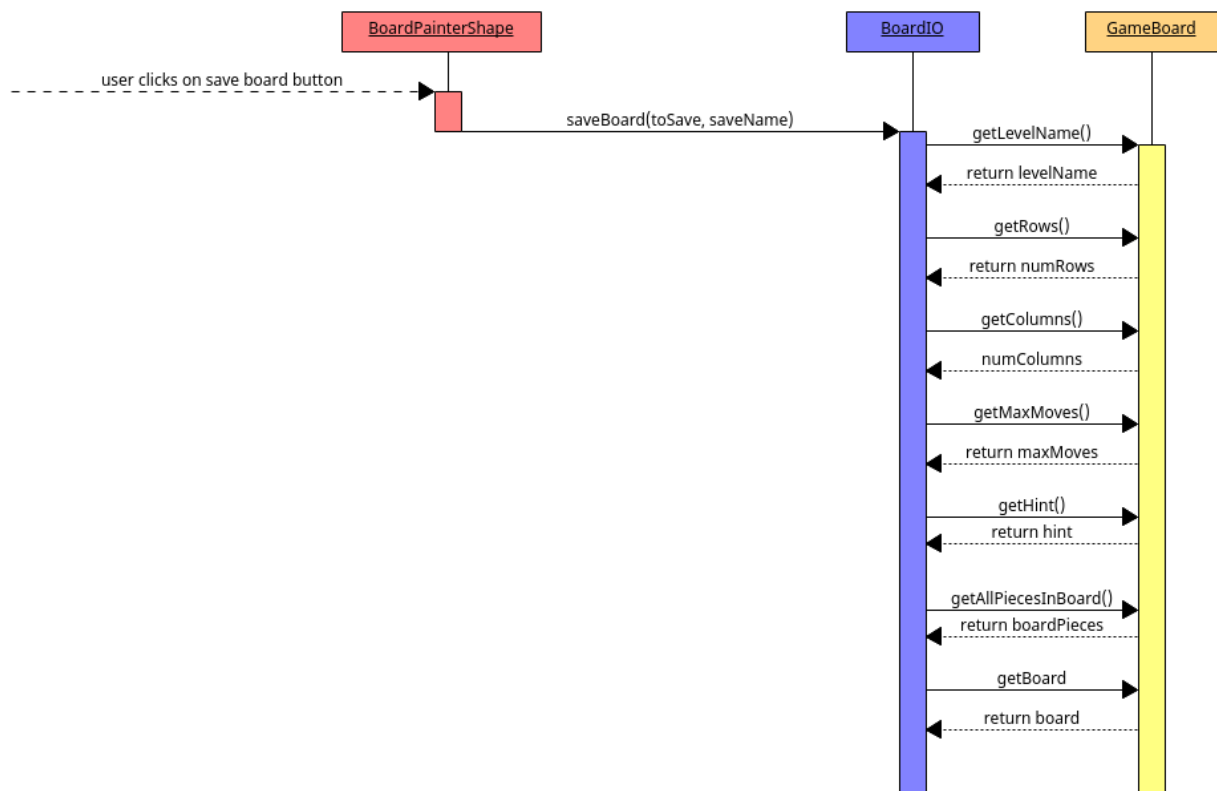 BoardPainterShape
BoardIO
GameBoard
user clicks on save board button
saveBoard(toSave, saveName)
getLevelName()
return levelName
getRows()
return numRows
getColumns()
numColumns
getMaxMoves()
return maxMoves
getHint()
return hint
getAllPiecesInBoard()
return boardPieces
getBoard
return board